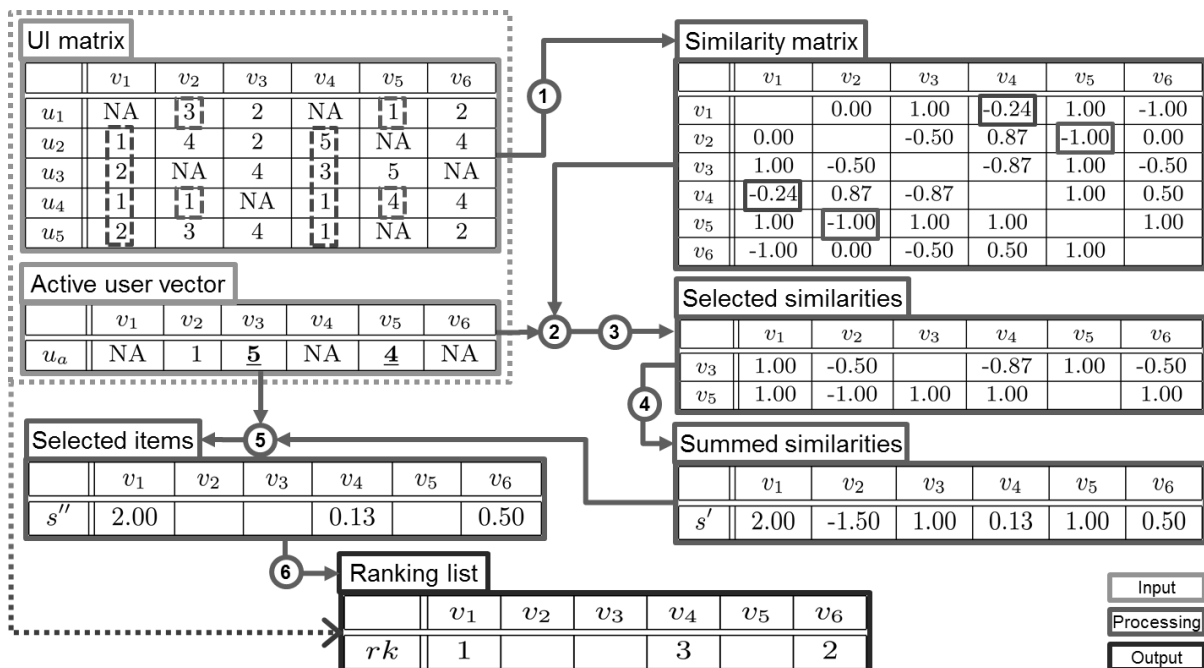 UI matrix
v1 v2 v3 v4 v5 v6
u1 NA 3 2 NA 1 2
u2 1 4 2 5 NA 4
u3 2 NA 4 3 5 NA
u4 1 1 NA 1 4 4
u5 2 3 4 1 NA 2
1
Similarity matrix
v1 v2 v3 v4 v5 v6
v1 0.00 1.00 -0.24 1.00 -1.00
v2 0.00 -0.50 0.87 -1.00 0.00
v3 1.00 -0.50 -0.87 1.00 -0.50
v4 -0.24 0.87 -0.87 1.00 0.50
v5 1.00 -1.00 1.00 1.00 1.00
v6 -1.00 0.00 -0.50 0.50 1.00
Active user vector
v1 v2 v3 v4 v5 v6
ua NA 1 5 NA 4 NA
2
3
Selected similarities
v1 v2 v3 v4 v5 v6
v3 1.00 -0.50 -0.87 1.00 -0.50
v5 1.00 -1.00 1.00 1.00 1.00
4
Summed similarities
v1 v2 v3 v4 v5 v6
s′ 2.00 -1.50 1.00 0.13 1.00 0.50
5
Selected items
v1 v2 v3 v4 v5 v6
s″ 2.00 0.13 0.50
6
Ranking list
v1 v2 v3 v4 v5 v6
rk 1 3 2
Input
Processing
Output